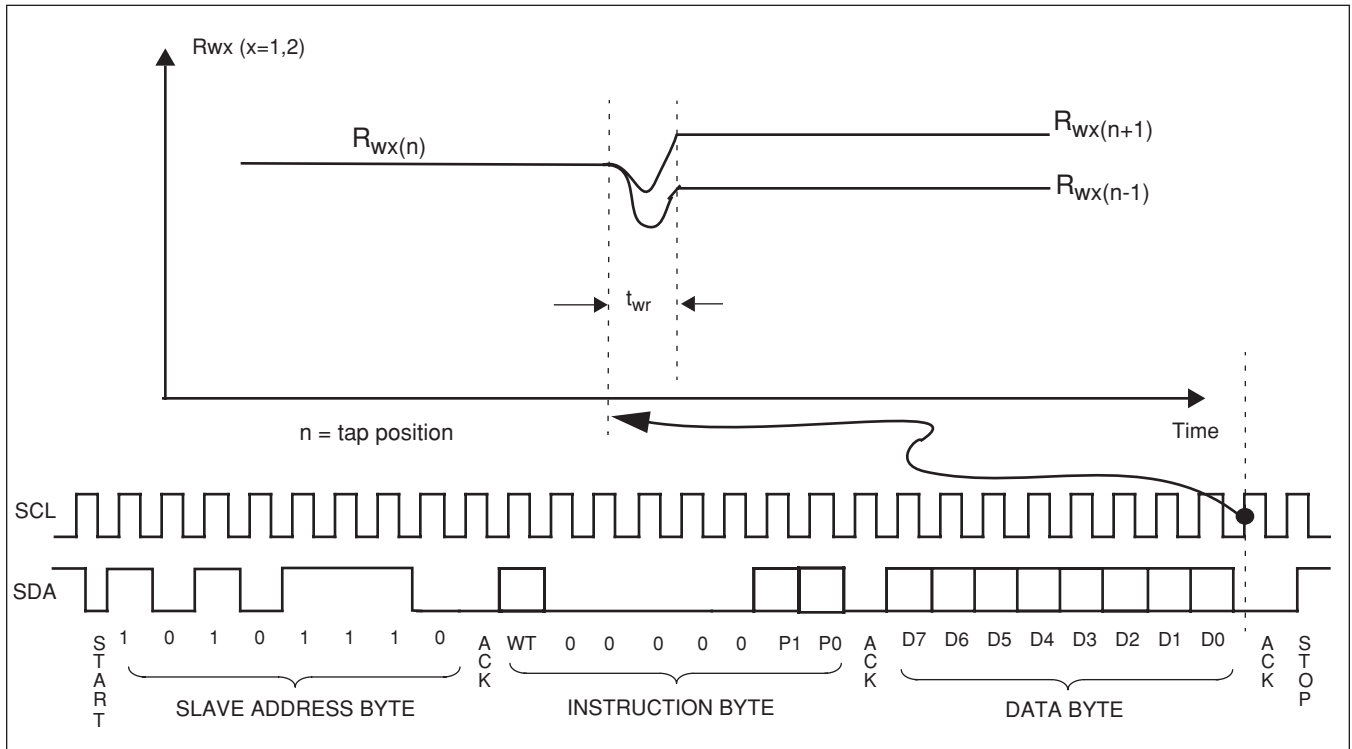 Rwx (x=1,2)
Rwx(n)
Rwx(n+1)
Rwx(n-1)
twr
n = tap position
Time
SCL
SDA
START 1 0 1 0 1 1 1 0 ACK WT 0 0 0 0 0 P1 P0 ACK D7 D6 D5 D4 D3 D2 D1 D0 ACK STOP
SLAVE ADDRESS BYTE INSTRUCTION BYTE DATA BYTE